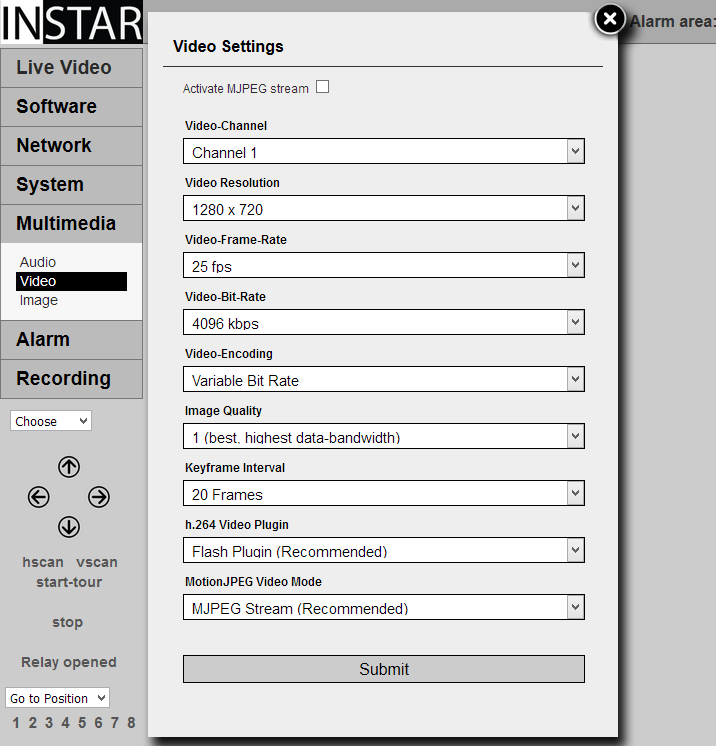 INSTAR
Alarm area:
Live Video
Software
Network
System
Multimedia
Audio
Video
Image
Alarm
Recording
Choose
hscan vscan
start-tour
stop
Relay opened
Go to Position
1 2 3 4 5 6 7 8
Video Settings
Activate MJPEG stream
Video-Channel
Channel 1
Video Resolution
1280 x 720
Video-Frame-Rate
25 fps
Video-Bit-Rate
4096 kbps
Video-Encoding
Variable Bit Rate
Image Quality
1 (best, highest data-bandwidth)
Keyframe Interval
20 Frames
h.264 Video Plugin
Flash Plugin (Recommended)
MotionJPEG Video Mode
MJPEG Stream (Recommended)
Submit